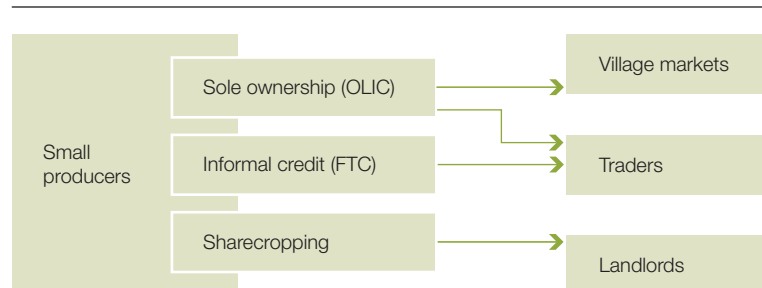 Small
producers
Sole ownership (OLIC)
Informal credit (FTC)
Sharecropping
Village markets
Traders
Landlords